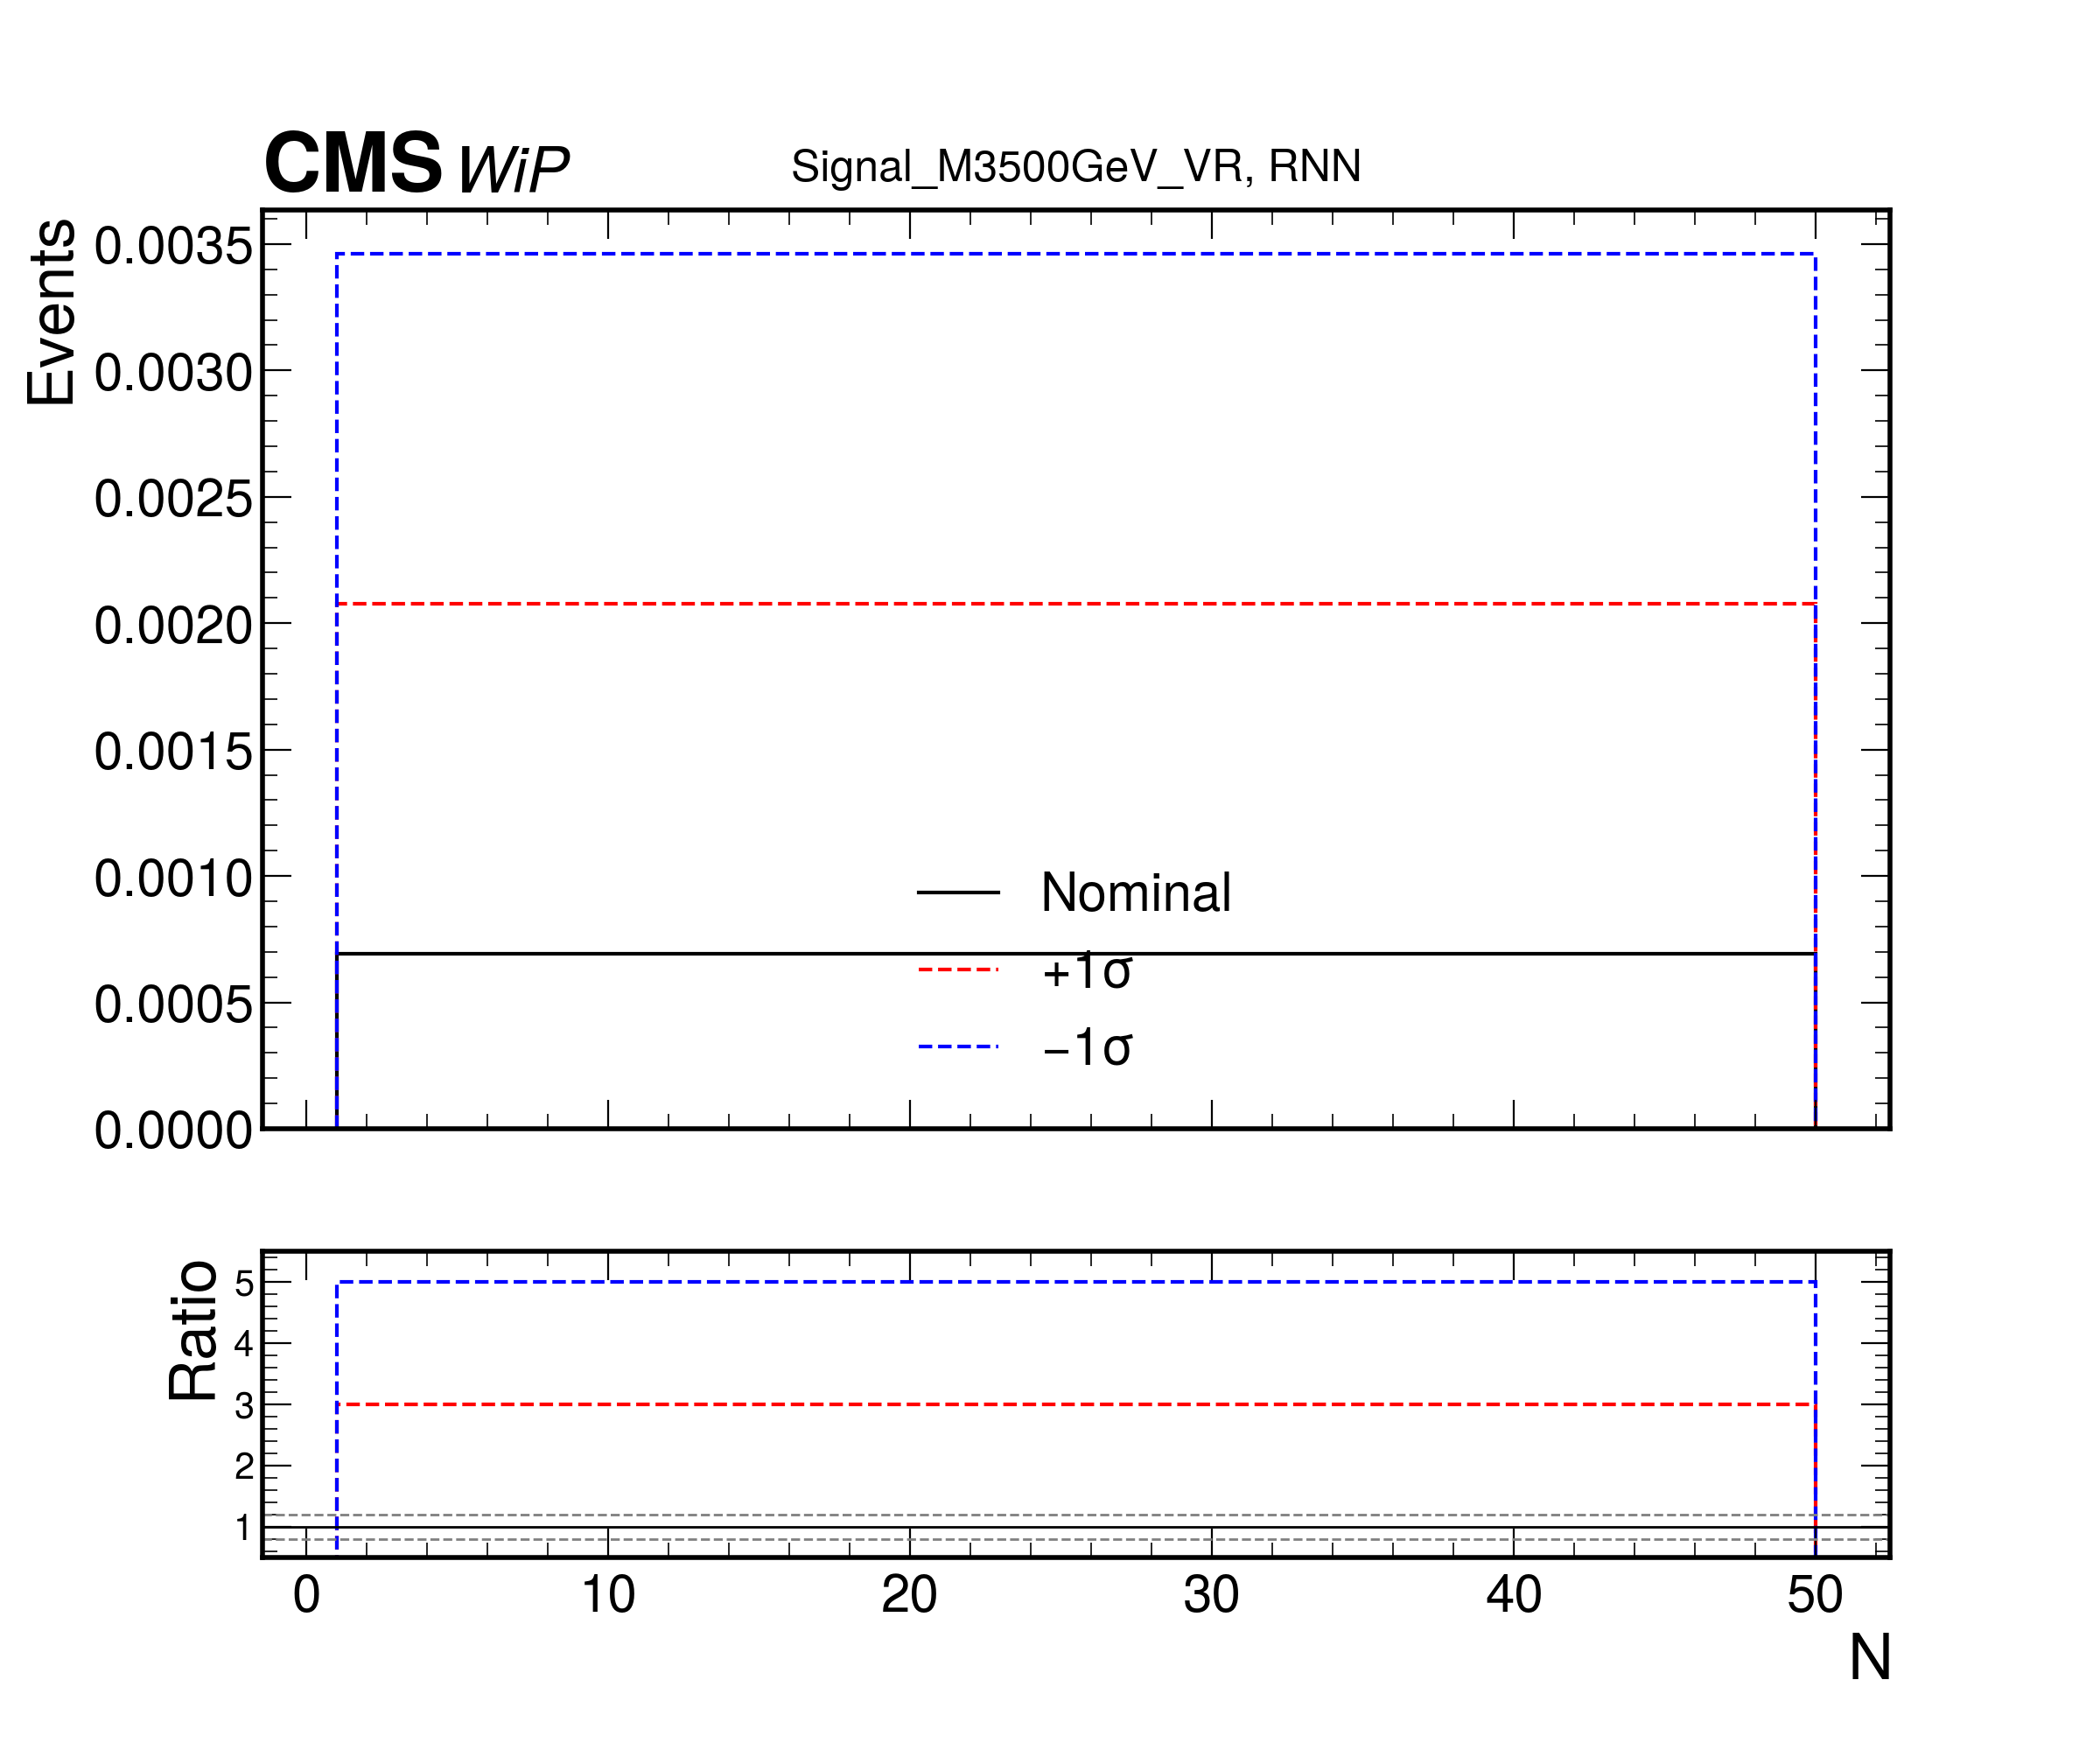 CMS WiP
Signal_M3500GeV_VR, RNN
Events
0.0035
0.0030
0.0025
0.0020
0.0015
0.0010
0.0005
0.0000
Nominal
+1σ
−1σ
Ratio
5
4
3
2
1
0 10 20 30 40 50
N